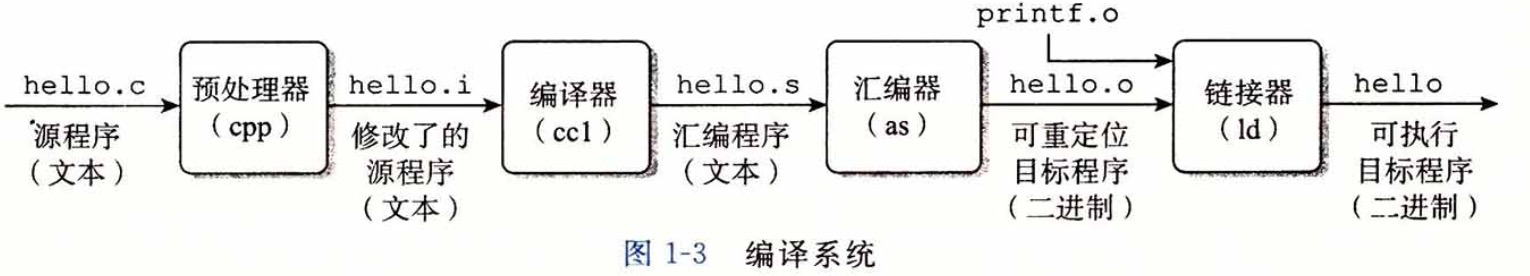 printf.o
hello.c
预处理器
(cpp)
hello.i
编译器
(cc1)
hello.s
汇编器
(as)
hello.o
链接器
(ld)
hello
源程序
(文本)
修改了的
源程序
(文本)
汇编程序
(文本)
可重定位
目标程序
(二进制)
可执行
目标程序
(二进制)
图 1-3 编译系统